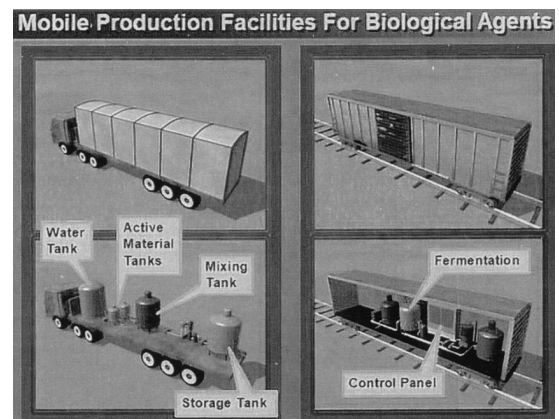 Mobile Production Facilities For Biological Agents
Water
Tank
Active
Material
Tanks
Mixing
Tank
Storage Tank
Fermentation
Control Panel